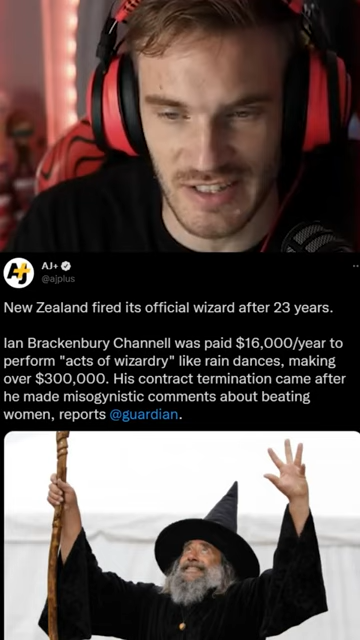 AJ+
@ajplus
New Zealand fired its official wizard after 23 years.
Ian Brackenbury Channell was paid $16,000/year to
perform "acts of wizardry" like rain dances, making
over $300,000. His contract termination came after
he made misogynistic comments about beating
women, reports @guardian.